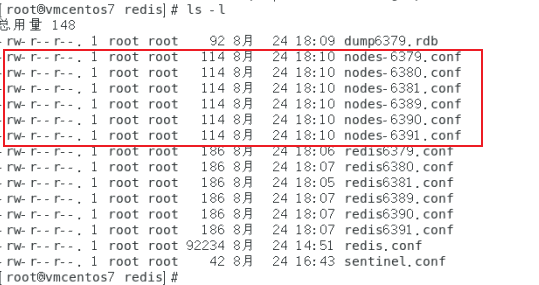 [root@vmcentos7 redis]# ls -l
总用量 148
-rw-r--r--. 1 root root    92 8月  24 18:09 dump6379.rdb
-rw-r--r--. 1 root root   114 8月  24 18:10 nodes-6379.conf
-rw-r--r--. 1 root root   114 8月  24 18:10 nodes-6380.conf
-rw-r--r--. 1 root root   114 8月  24 18:10 nodes-6381.conf
-rw-r--r--. 1 root root   114 8月  24 18:10 nodes-6389.conf
-rw-r--r--. 1 root root   114 8月  24 18:10 nodes-6390.conf
-rw-r--r--. 1 root root   114 8月  24 18:10 nodes-6391.conf
-rw-r--r--. 1 root root   186 8月  24 18:06 redis6379.conf
-rw-r--r--. 1 root root   186 8月  24 18:07 redis6380.conf
-rw-r--r--. 1 root root   186 8月  24 18:05 redis6381.conf
-rw-r--r--. 1 root root   186 8月  24 18:07 redis6389.conf
-rw-r--r--. 1 root root   186 8月  24 18:07 redis6390.conf
-rw-r--r--. 1 root root   186 8月  24 18:07 redis6391.conf
-rw-r--r--. 1 root root 92234 8月  24 14:51 redis.conf
-rw-r--r--. 1 root root    42 8月  24 16:43 sentinel.conf
[root@vmcentos7 redis]#